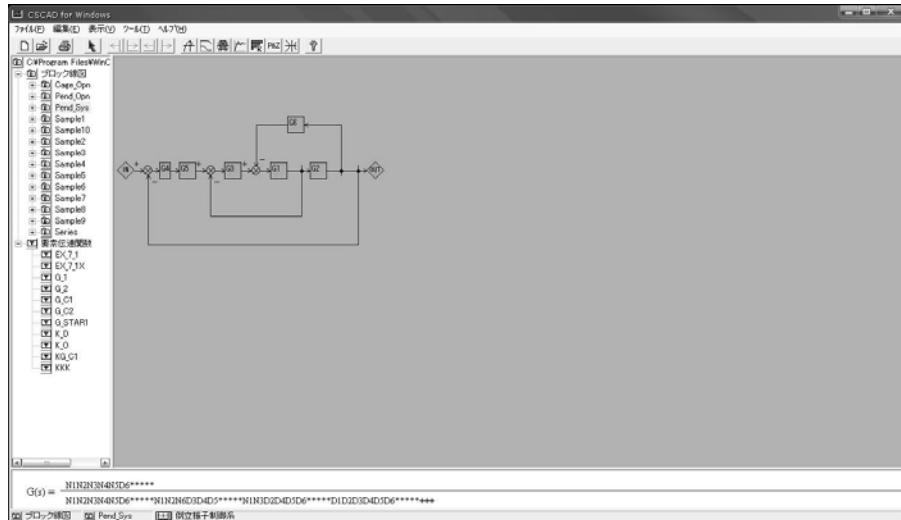 CSCAD for Windows
ファイル(F) 編集(E) 表示(V) ツール(T) ヘルプ(H)
P&Z
C:¥Program Files¥WinC
ブロック線図
Cage_Opn
Pend_Opn
Pend_Sys
Sample1
Sample10
Sample2
Sample3
Sample4
Sample5
Sample6
Sample7
Sample8
Sample9
Series
要素伝達関数
EX_7_1
EX_7_1X
G_1
G_2
G_C1
G_C2
G_STAR1
K_D
K_O
KG_C1
KKK
G6
IN + − G4 G5 + − G3 + − G1 G2 OUT
N1N2N3N4N5D6*****
G(s) =
N1N2N3N4N5D6*****N1N2N6D3D4D5*****N1N3D2D4D5D6*****D1D2D3D4D5D6*****+++
ブロック線図 Pend_Sys 倒立振子制御系